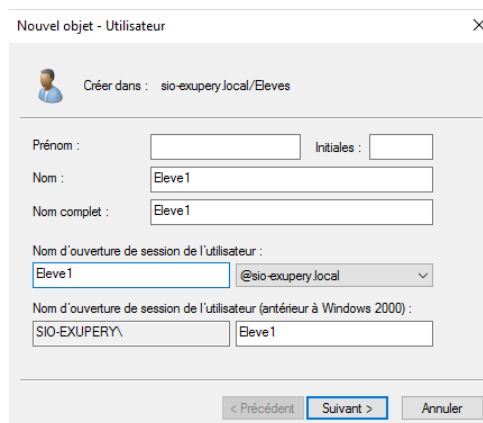 Nouvel objet - Utilisateur
Créer dans : sio-exupery.local/Eleves
Prénom : Initiales :
Nom : Eleve1
Nom complet : Eleve1
Nom d'ouverture de session de l'utilisateur :
Eleve1 @sio-exupery.local
Nom d'ouverture de session de l'utilisateur (antérieur à Windows 2000) :
SIO-EXUPERY\ Eleve1
< Précédent Suivant > Annuler